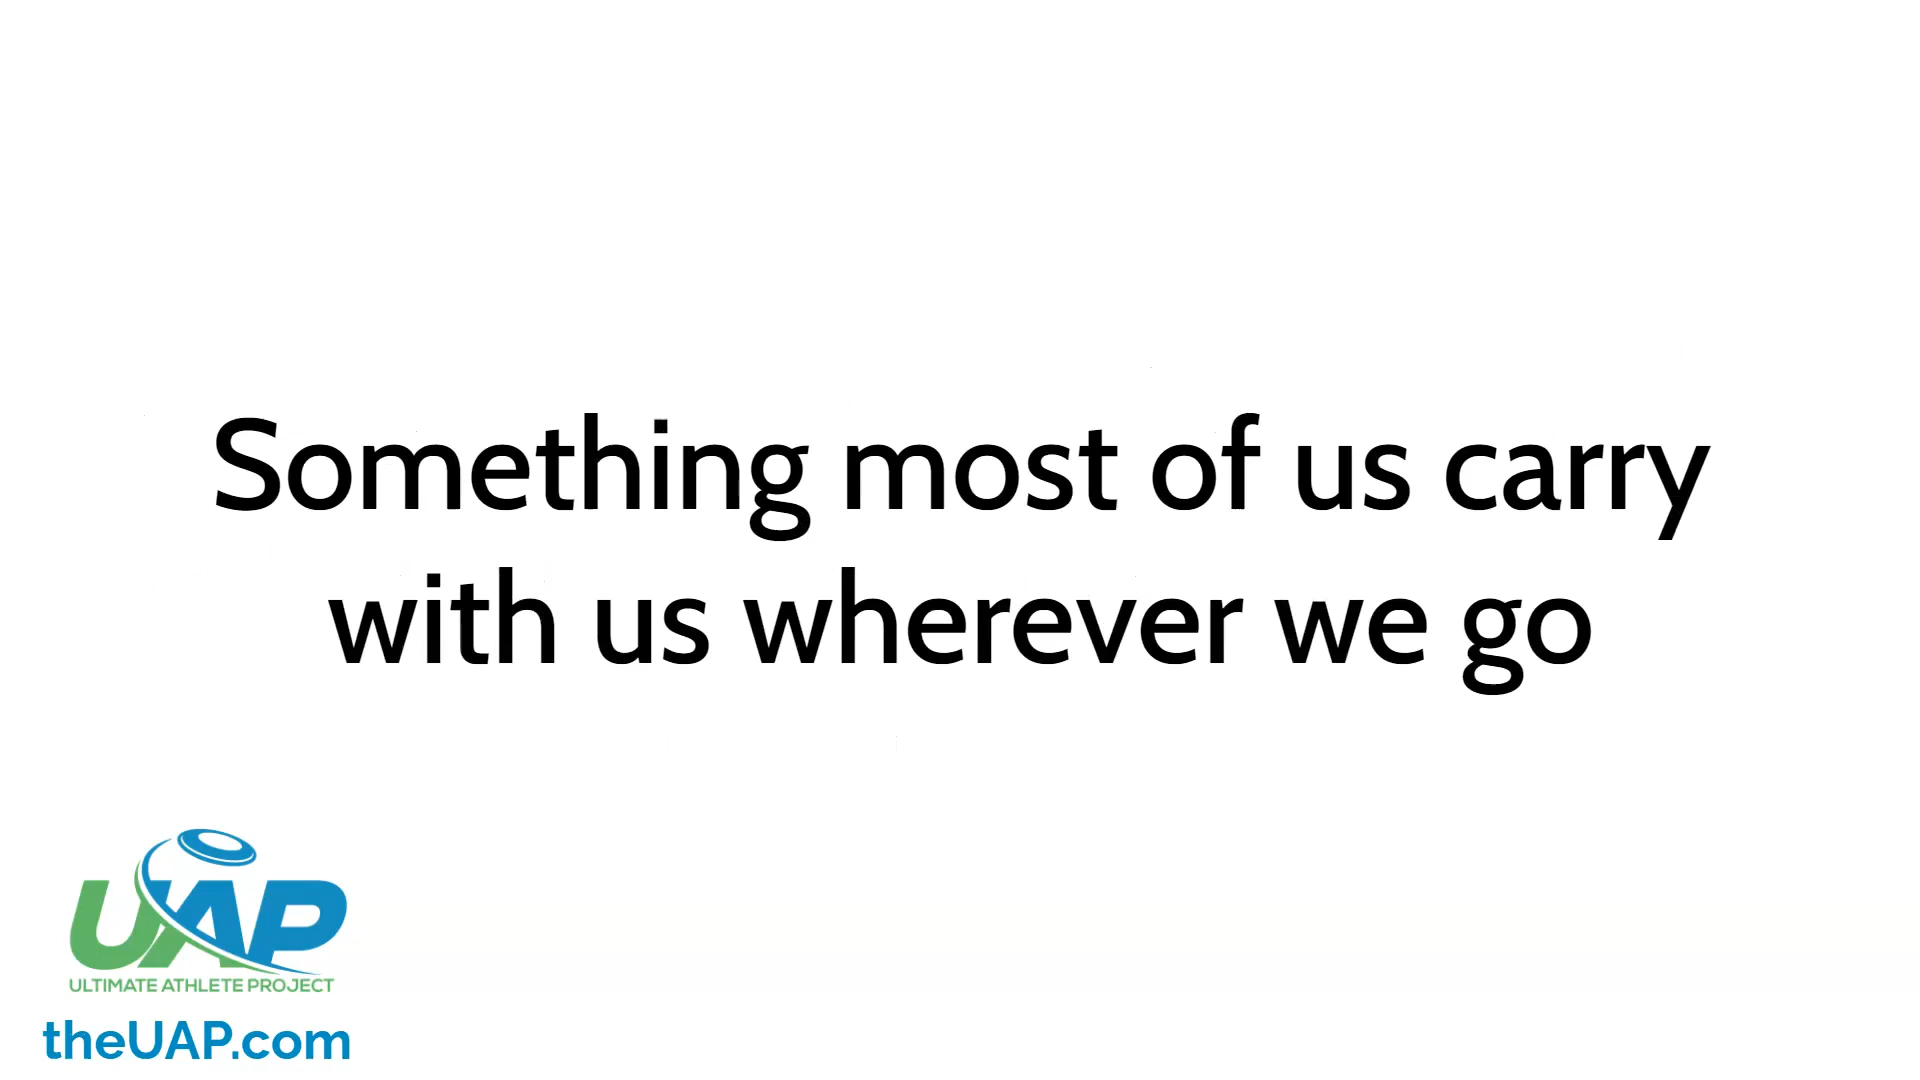 Something most of us carry
with us wherever we go
UAP
ULTIMATE ATHLETE PROJECT
theUAP.com